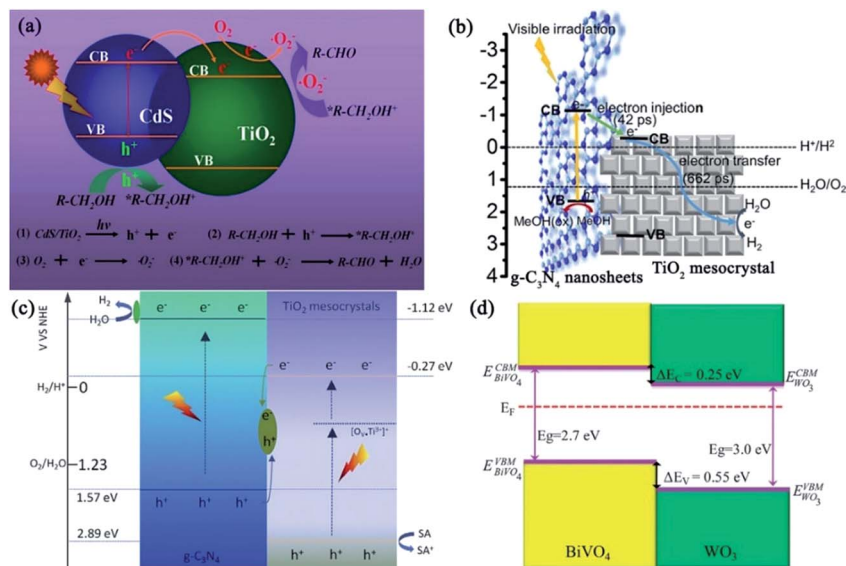 (a)
O₂
e⁻
·O₂⁻
R-CHO
CB
e⁻
e⁻
CB
·O₂⁻
CdS
*R-CH₂OH⁺
VB
TiO₂
h⁺
VB
h⁺
R-CH₂OH *R-CH₂OH⁺
(1) CdS/TiO₂ hν → h⁺ + e⁻ (2) R-CH₂OH + h⁺ → *R-CH₂OH⁺
(3) O₂ + e⁻ → ·O₂⁻ (4) *R-CH₂OH⁺ + ·O₂⁻ → R-CHO + H₂O
(b)
Visible irradiation
-3
-2
-1
0
1
2
3
4
CB
e⁻
electron injection
(42 ps)
e⁻
CB
H⁺/H²
electron transfer
(662 ps)
H₂O/O₂
VB
h⁺
MeOH(ox) MeOH
H₂O
e⁻
H₂
VB
TiO₂ mesocrystal
g-C₃N₄ nanosheets
(c)
V VS NHE
H₂
H₂O
e⁻ e⁻ e⁻
TiO₂ mesocrystals
-1.12 eV
e⁻ e⁻ e⁻
-0.27 eV
H₂/H⁺
0
e⁻
h⁺
[Oᵥ-Ti³⁺]⁺
O₂/H₂O
1.23
1.57 eV
h⁺ h⁺ h⁺
2.89 eV
SA
SA⁺
h⁺ h⁺ h⁺
g-C₃N₄
(d)
E_BiVO₄^CBM
ΔE_C = 0.25 eV
E_WO₃^CBM
E_F
Eg=2.7 eV
Eg=3.0 eV
E_BiVO₄^VBM
ΔE_V = 0.55 eV
E_WO₃^VBM
BiVO₄
WO₃